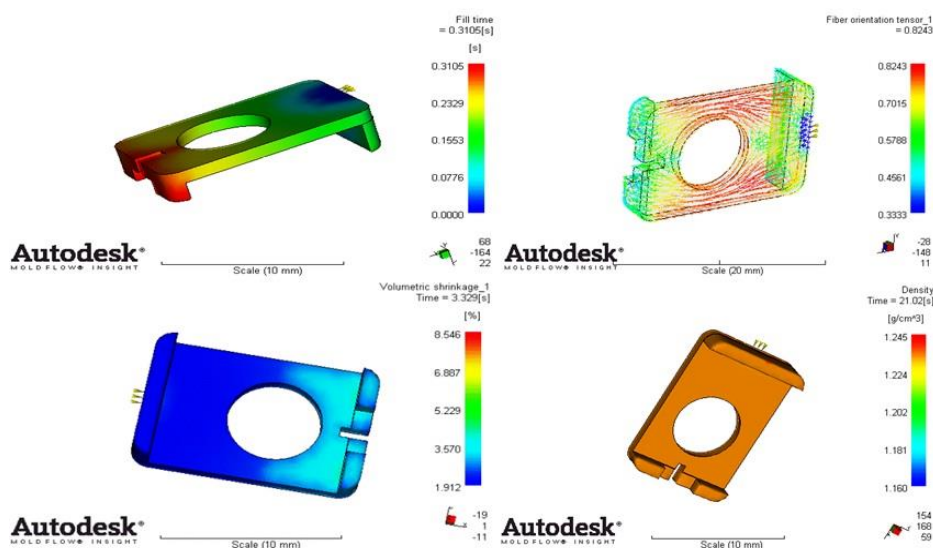 Fill time
= 0.3105[s]
[s]
0.3105
0.2329
0.1553
0.0776
0.0000
Autodesk®
MOLDFLOW® INSIGHT
Scale (10 mm)
68
-164
22
Fiber orientation tensor_1
= 0.8243
0.8243
0.7015
0.5788
0.4561
0.3333
Autodesk®
MOLDFLOW® INSIGHT
Scale (20 mm)
-28
-148
11
Volumetric shrinkage_1
Time = 3.329[s]
[%]
8.546
6.887
5.229
3.570
1.912
Autodesk®
MOLDFLOW® INSIGHT
Scale (10 mm)
-19
1
-11
Density
Time = 21.02[s]
[g/cm^3]
1.245
1.224
1.202
1.181
1.160
Autodesk®
MOLDFLOW® INSIGHT
Scale (10 mm)
154
168
59